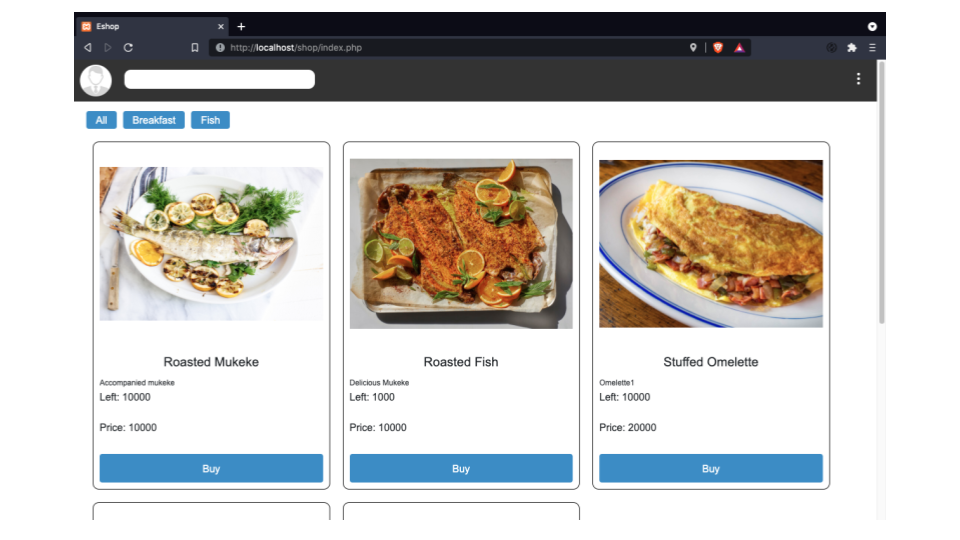 Eshop
http://localhost/shop/index.php
All Breakfast Fish
Roasted Mukeke
Accompanied mukeke
Left: 10000
Price: 10000
Buy
Roasted Fish
Delicious Mukeke
Left: 1000
Price: 10000
Buy
Stuffed Omelette
Omelette1
Left: 10000
Price: 20000
Buy